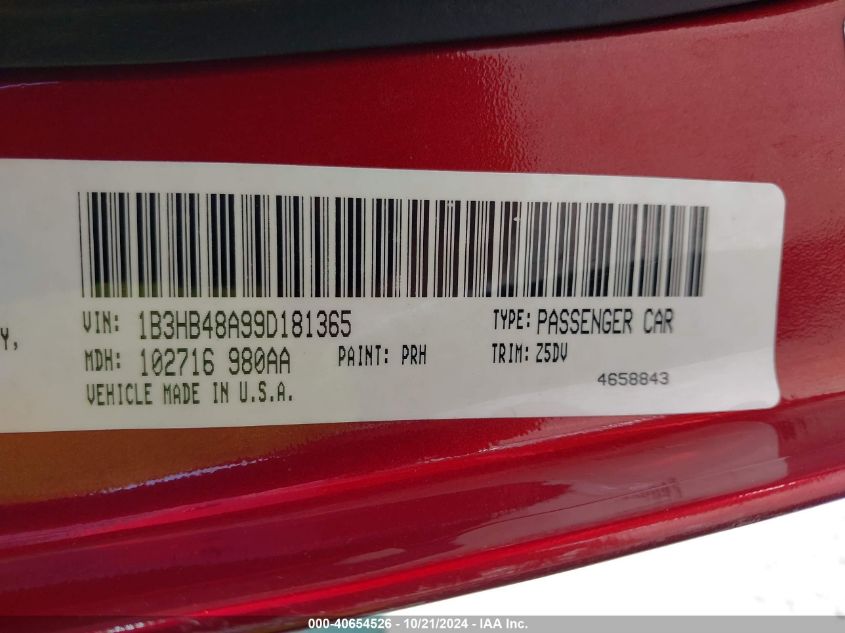 VIN: 1B3HB48A99D181365 TYPE: PASSENGER CAR
Y,
MDH: 102716 980AA PAINT: PRH TRIM: Z5DV
VEHICLE MADE IN U.S.A. 4658843
000-40654526 - 10/21/2024 - IAA Inc.